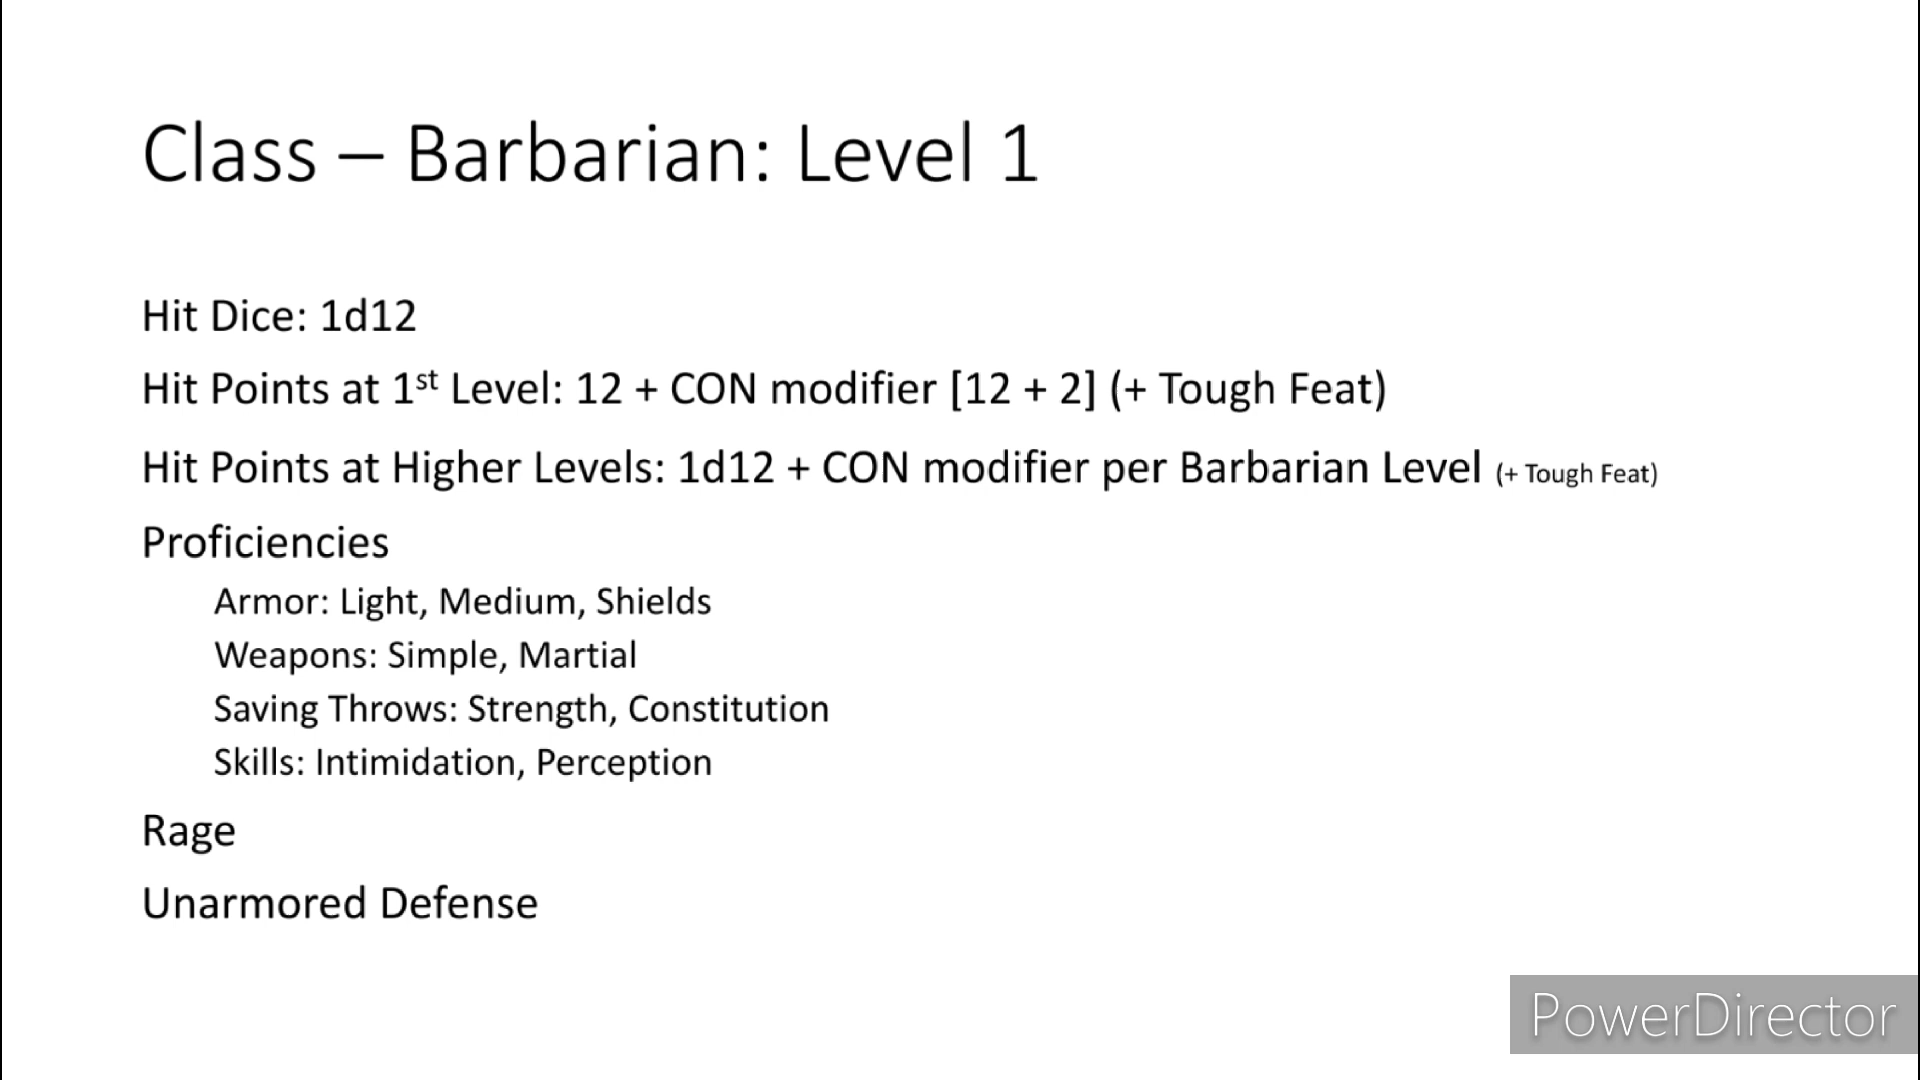 Class – Barbarian: Level 1
Hit Dice: 1d12
Hit Points at 1st Level: 12 + CON modifier [12 + 2] (+ Tough Feat)
Hit Points at Higher Levels: 1d12 + CON modifier per Barbarian Level (+ Tough Feat)
Proficiencies
Armor: Light, Medium, Shields
Weapons: Simple, Martial
Saving Throws: Strength, Constitution
Skills: Intimidation, Perception
Rage
Unarmored Defense
PowerDirector